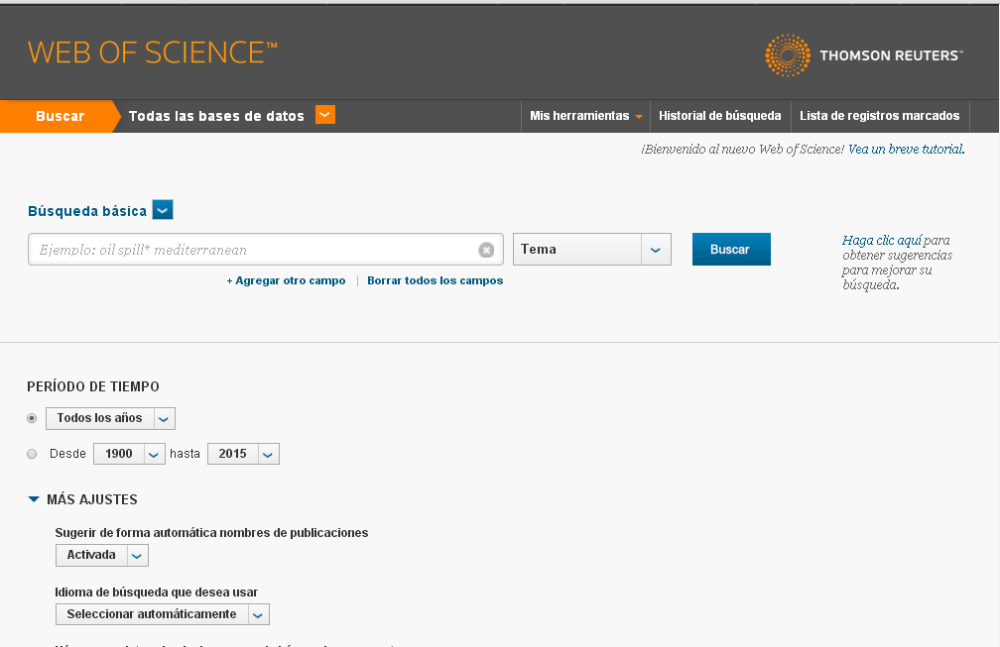 WEB OF SCIENCE™
THOMSON REUTERS™
Buscar
Todas las bases de datos
Mis herramientas
Historial de búsqueda
Lista de registros marcados
¡Bienvenido al nuevo Web of Science! Vea un breve tutorial.
Búsqueda básica
Ejemplo: oil spill* mediterranean
Tema
Buscar
Haga clic aquí para
obtener sugerencias
para mejorar su
búsqueda.
+ Agregar otro campo | Borrar todos los campos
PERÍODO DE TIEMPO
Todos los años
Desde 1900 hasta 2015
MÁS AJUSTES
Sugerir de forma automática nombres de publicaciones
Activada
Idioma de búsqueda que desea usar
Seleccionar automáticamente